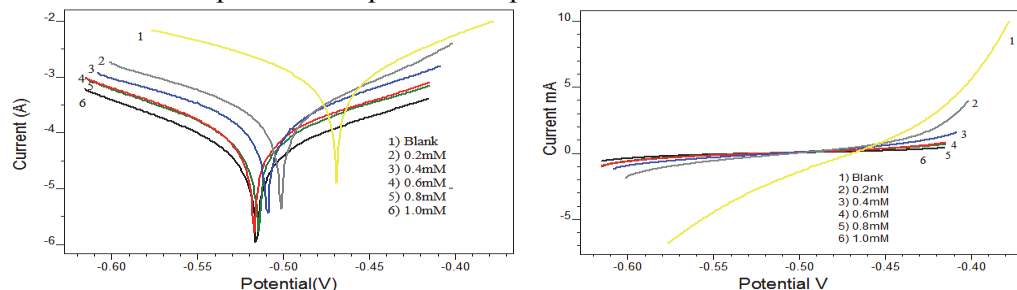 -2
-3
-4
-5
-6
Current (A)
1
2
3
4
5
6
1) Blank
2) 0.2mM
3) 0.4mM
4) 0.6mM
5) 0.8mM
6) 1.0mM
-0.60 -0.55 -0.50 -0.45 -0.40
Potential(V)
10
5
0
-5
Current mA
1
2
3
4
5
6
1) Blank
2) 0.2mM
3) 0.4mM
4) 0.6mM
5) 0.8mM
6) 1.0mM
-0.60 -0.55 -0.50 -0.45 -0.40
Potential V